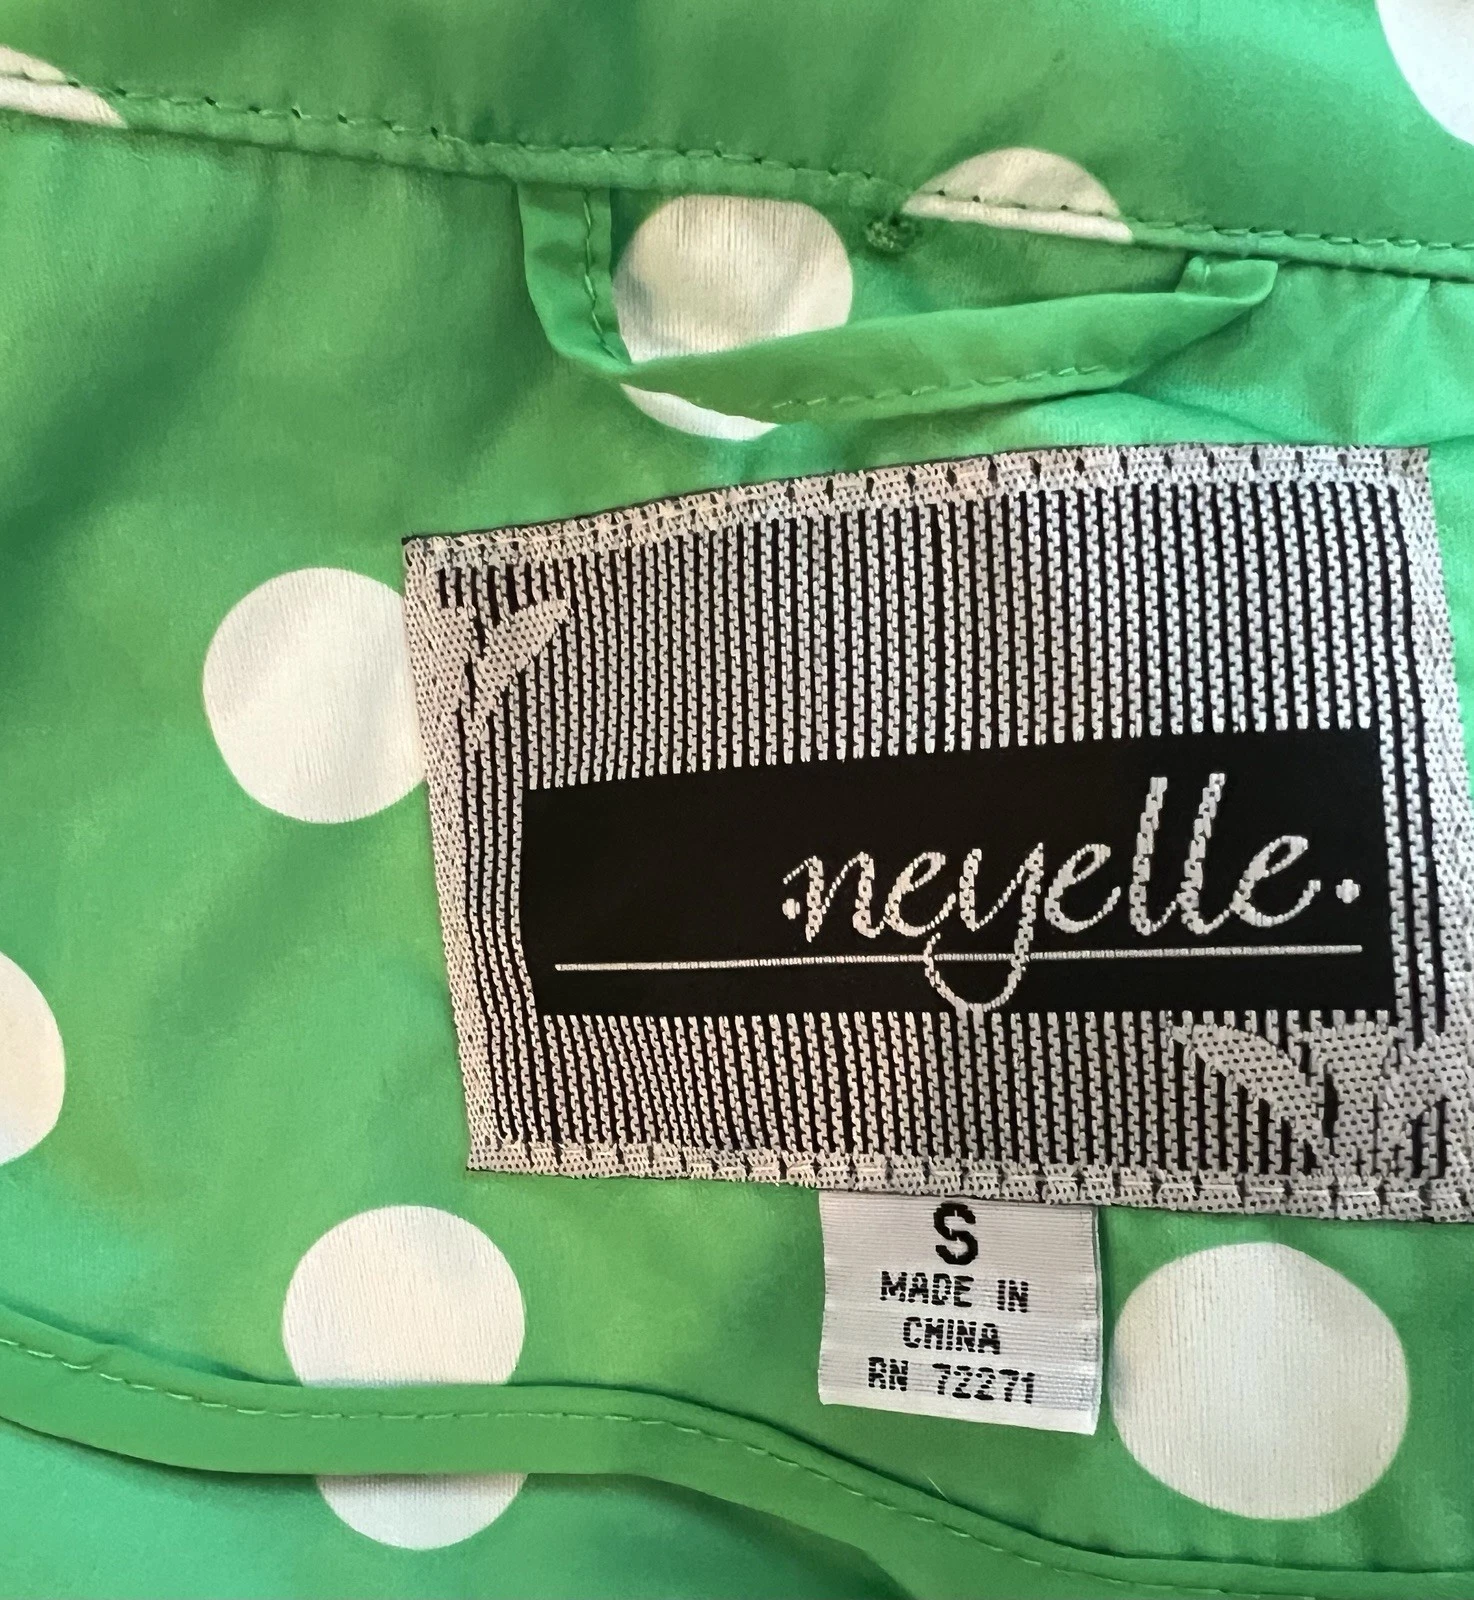 ·neyelle·
S
MADE IN
CHINA
RN 72271